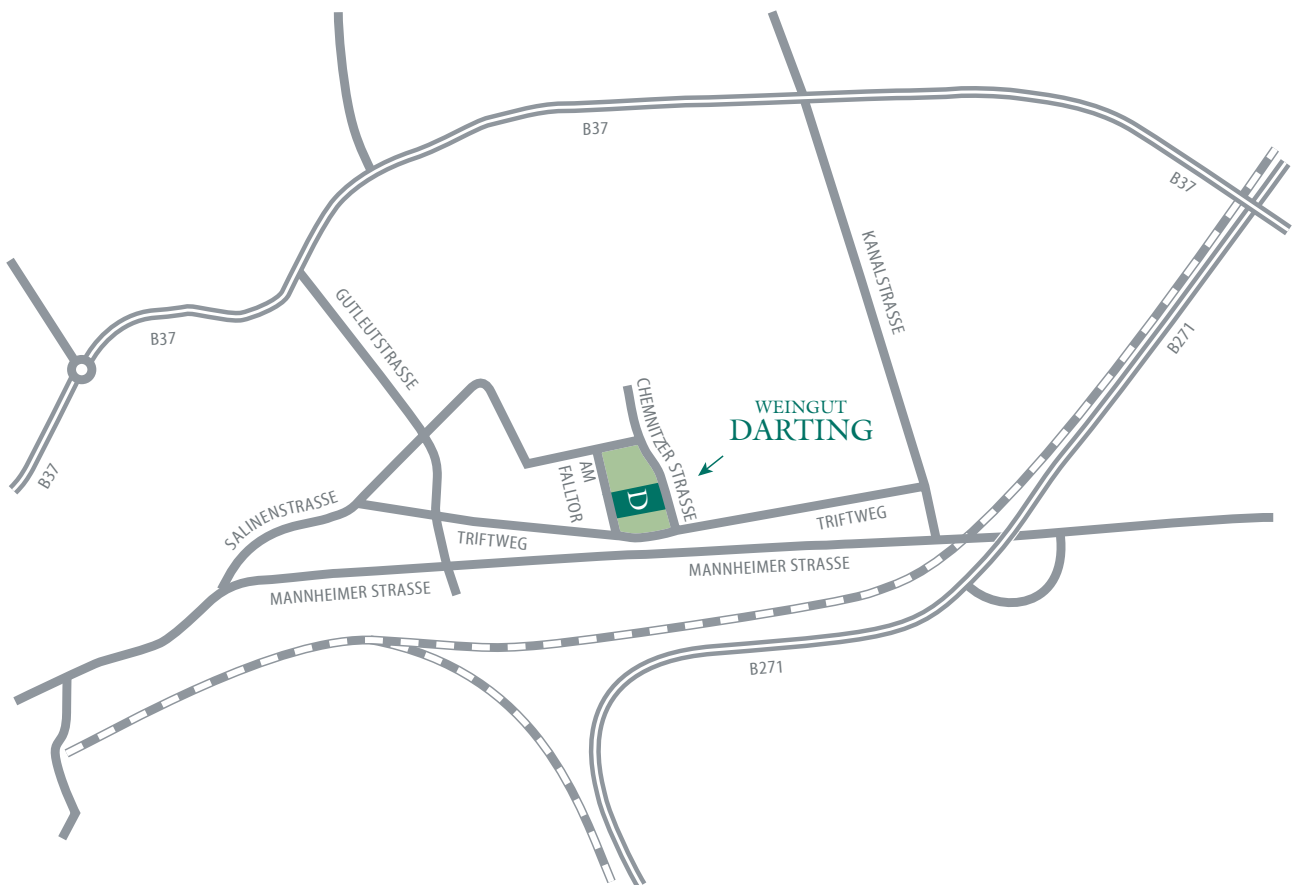 B37
B37
KANALSTRASSE
GUTLEUTSTRASSE
B37
B271
CHEMNITZER STRASSE
WEINGUT
DARTING
AM
FALLTOR
D
B37
SALINENSTRASSE
TRIFTWEG
TRIFTWEG
MANNHEIMER STRASSE
MANNHEIMER STRASSE
B271